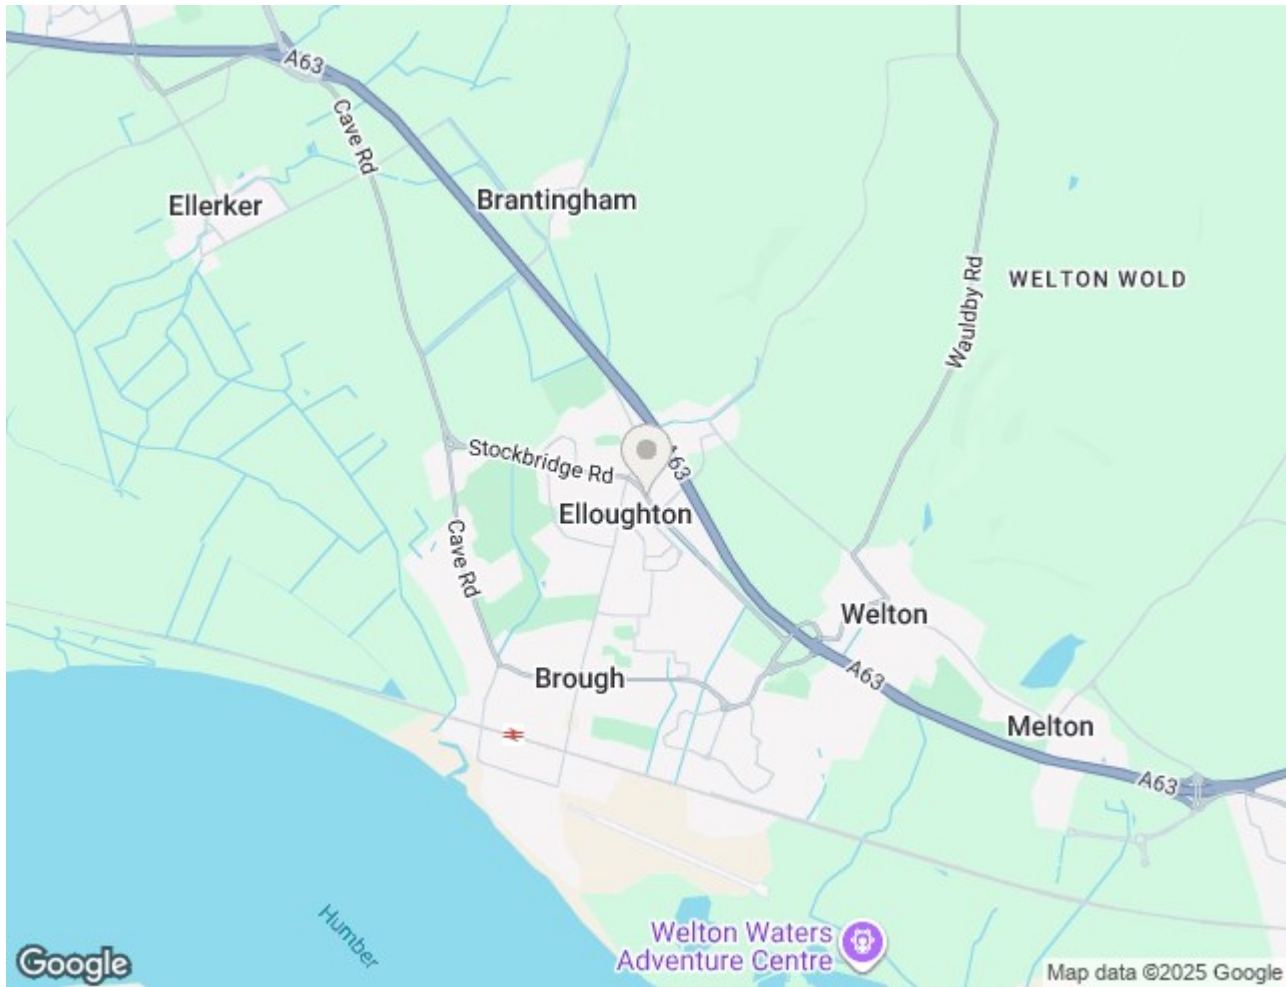 A63
Cave Rd
Ellerker
Brantingham
Wauldby Rd
WELTON WOLD
Stockbridge Rd
A63
Elloughton
Cave Rd
Welton
A63
Brough
Melton
A63
Humber
Welton Waters
Adventure Centre
Google
Map data ©2025 Google